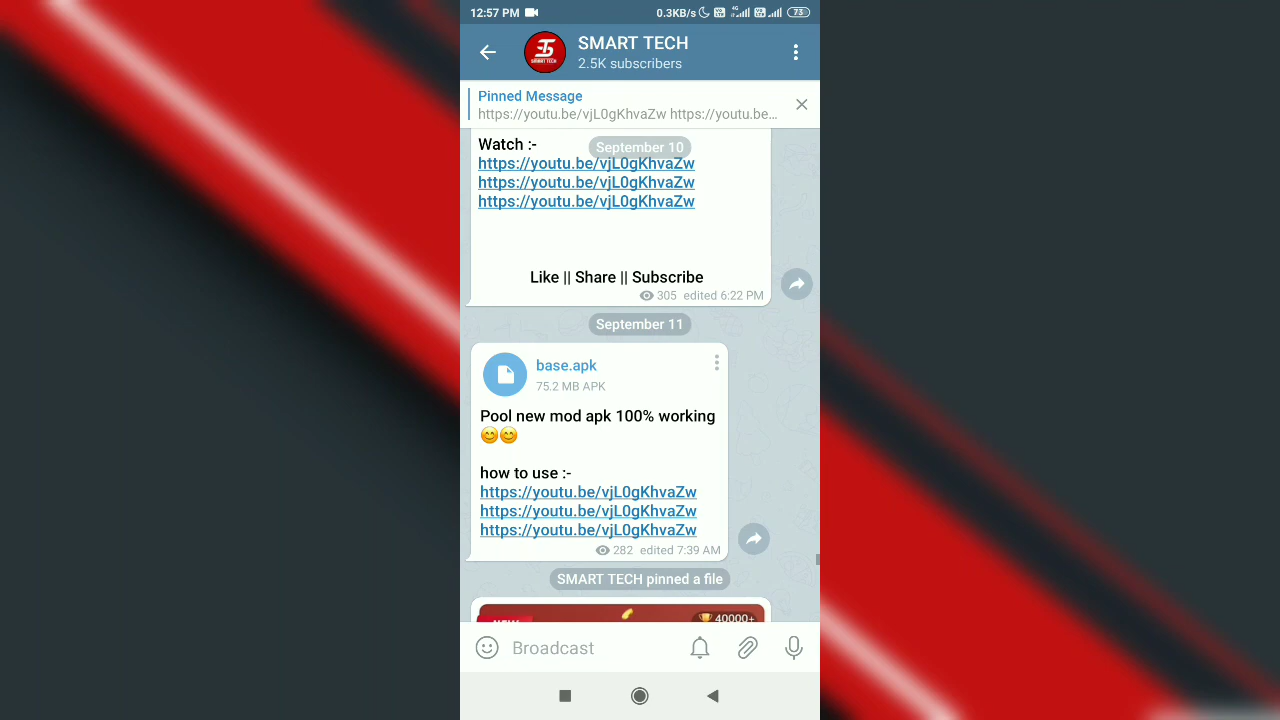 12:57 PM
0.3KB/s
4G
73
SMART TECH
SMART TECH
2.5K subscribers
Pinned Message
https://youtu.be/vjL0gKhvaZw https://youtu.be...
Watch :-
September 10
https://youtu.be/vjL0gKhvaZw
https://youtu.be/vjL0gKhvaZw
https://youtu.be/vjL0gKhvaZw
Like || Share || Subscribe
305 edited 6:22 PM
September 11
base.apk
75.2 MB APK
Pool new mod apk 100% working
😊😊
how to use :-
https://youtu.be/vjL0gKhvaZw
https://youtu.be/vjL0gKhvaZw
https://youtu.be/vjL0gKhvaZw
282 edited 7:39 AM
SMART TECH pinned a file
NEW
40000+
Broadcast